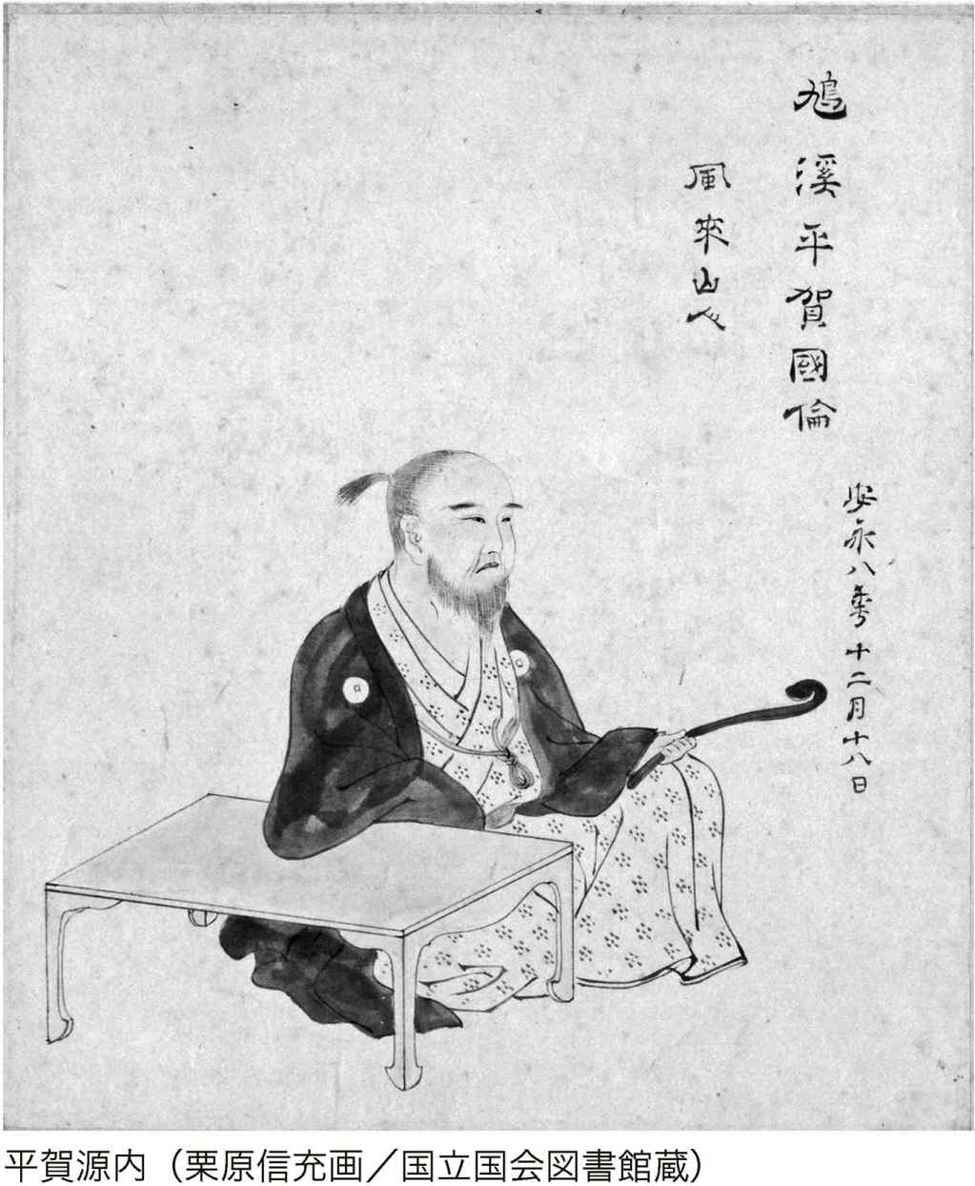 鳩溪平賀國倫
安永八秊十二月十八日
風來山人
平賀源内（栗原信充画／国立国会図書館蔵）